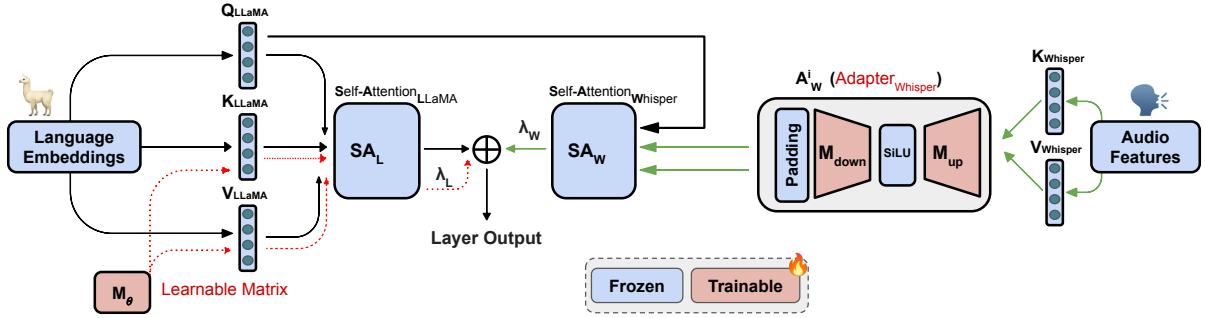 QLLaMA
KLLaMA
VLLaMA
Language
Embeddings
Mθ
Learnable Matrix
Self-AttentionLLaMA
SAL
λL
Layer Output
λW
Self-AttentionWhisper
SAW
AiW (AdapterWhisper)
Padding
Mdown
SiLU
Mup
KWhisper
VWhisper
Audio
Features
Frozen
Trainable